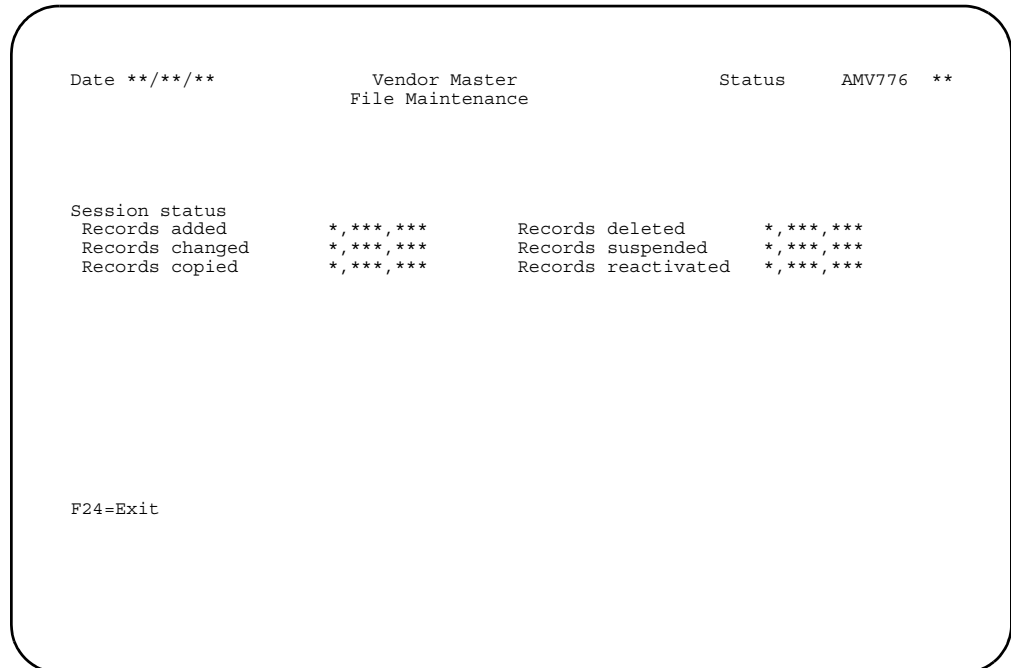 Date **/**/** Vendor Master Status AMV776 **
File Maintenance
Session status
Records added *,***,*** Records deleted *,***,***
Records changed *,***,*** Records suspended *,***,***
Records copied *,***,*** Records reactivated *,***,***
F24=Exit